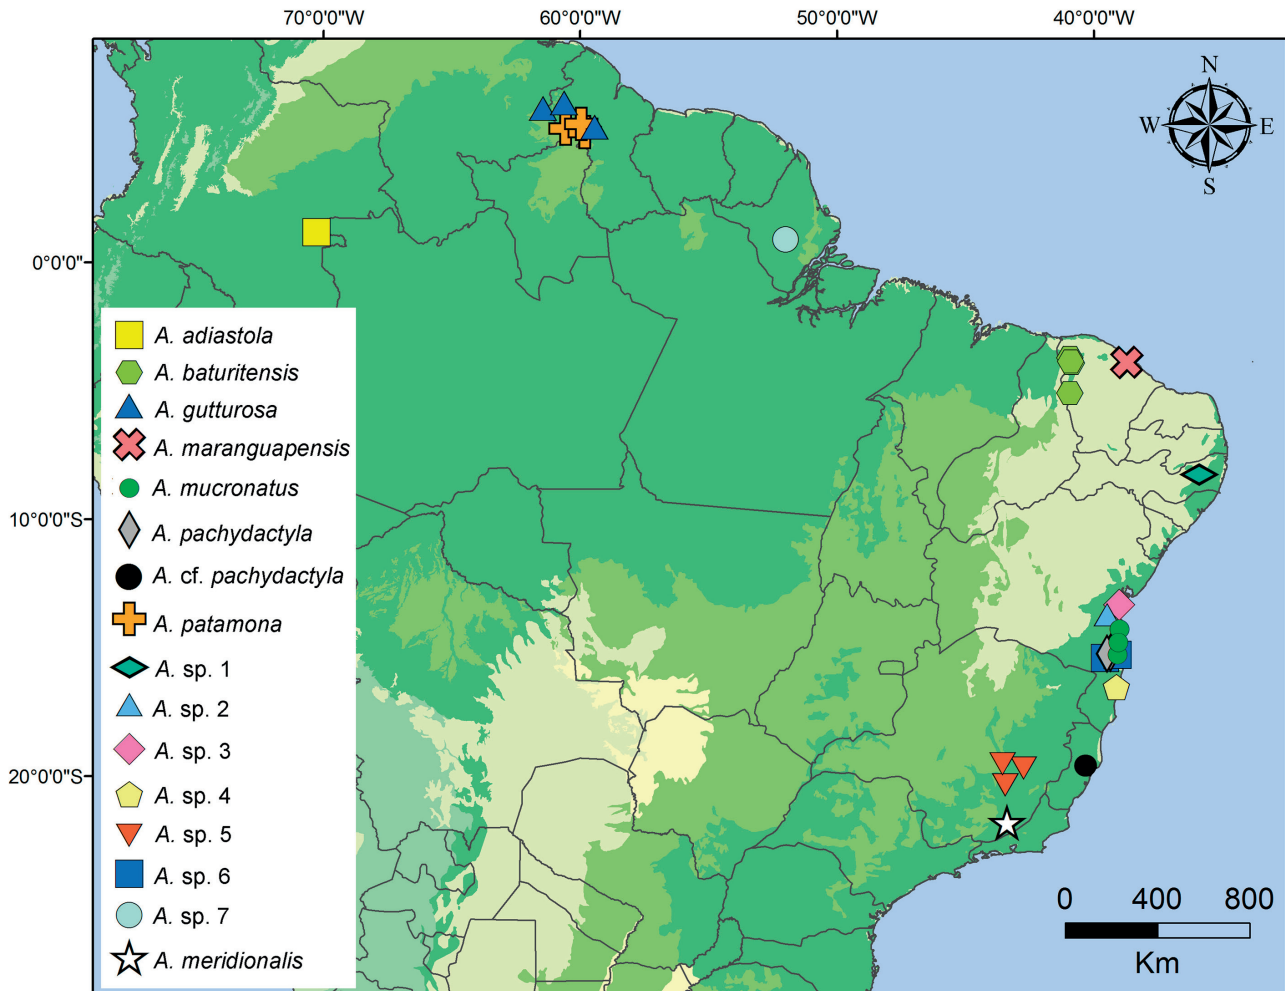 70°0'0"W 60°0'0"W 50°0'0"W 40°0'0"W
N
W E
S
0°0'0"
10°0'0"S
20°0'0"S
A. adiastola
A. baturitensis
A. gutturosa
A. maranguapensis
A. mucronatus
A. pachydactyla
A. cf. pachydactyla
A. patamona
A. sp. 1
A. sp. 2
A. sp. 3
A. sp. 4
A. sp. 5
A. sp. 6
A. sp. 7
A. meridionalis
0 400 800
Km